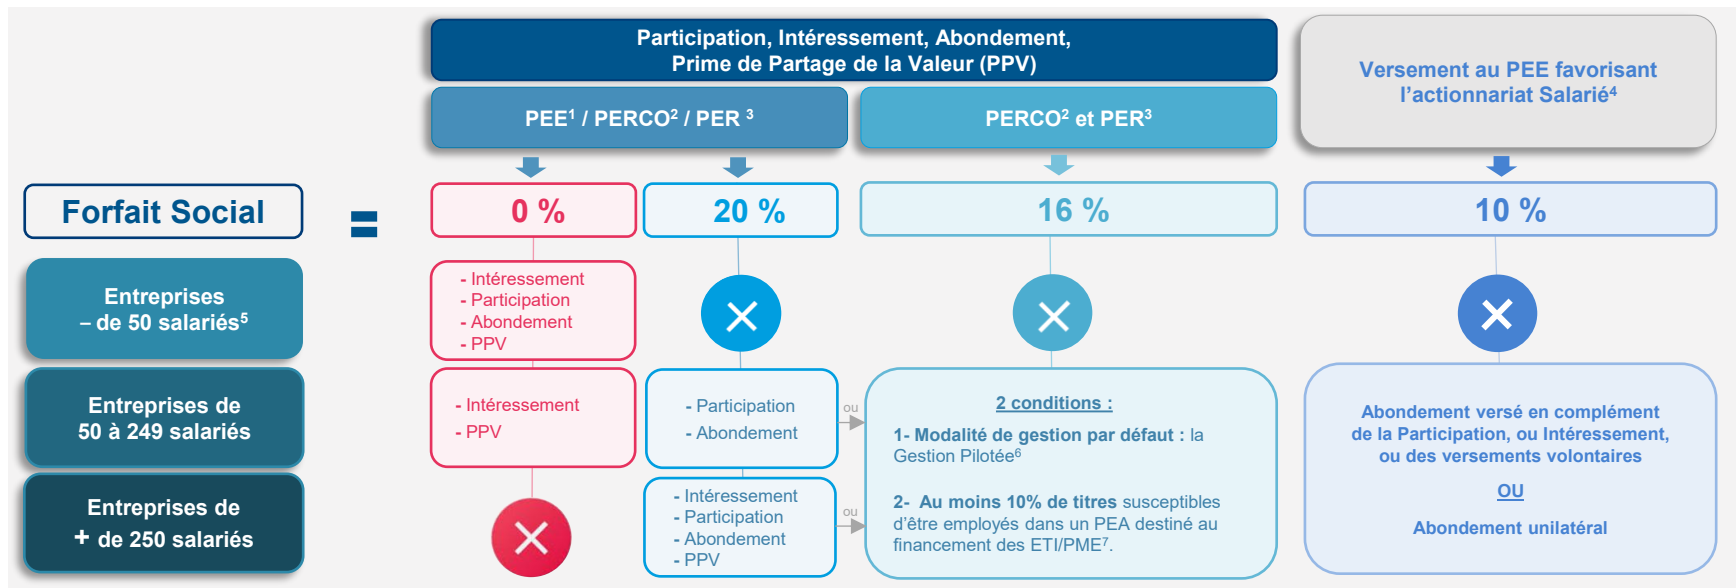 Participation, Intéressement, Abondement,
Prime de Partage de la Valeur (PPV)
Versement au PEE favorisant
l'actionnariat Salarié⁴
PEE¹ / PERCO² / PER ³
PERCO² et PER³
Forfait Social
=
0 %
20 %
16 %
10 %
Entreprises
– de 50 salariés⁵
- Intéressement
- Participation
- Abondement
- PPV
Entreprises de
50 à 249 salariés
- Intéressement
- PPV
- Participation
- Abondement
ou
2 conditions :
1- Modalité de gestion par défaut : la
Gestion Pilotée⁶
2- Au moins 10% de titres susceptibles
d'être employés dans un PEA destiné au
financement des ETI/PME⁷.
Abondement versé en complément
de la Participation, ou Intéressement,
ou des versements volontaires
OU
Abondement unilatéral
Entreprises de
+ de 250 salariés
- Intéressement
- Participation
- Abondement
- PPV
ou